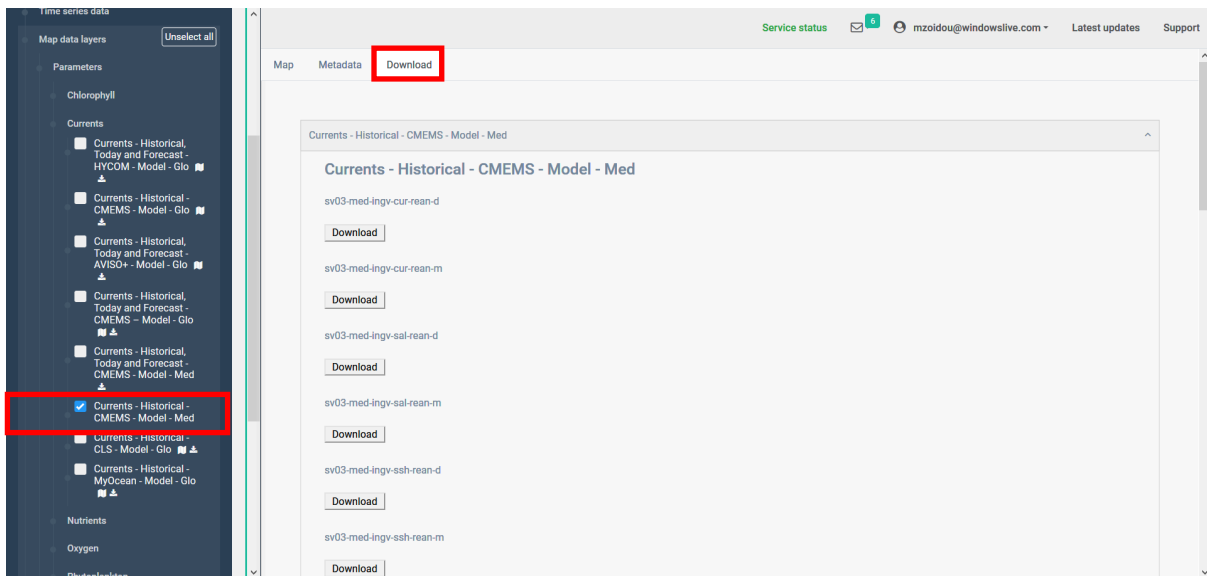 Time series data
Map data layers
Unselect all
Parameters
Chlorophyll
Currents
Currents - Historical,
Today and Forecast -
HYCOM - Model - Glo
Currents - Historical -
CMEMS - Model - Glo
Currents - Historical,
Today and Forecast -
AVISO+ - Model - Glo
Currents - Historical,
Today and Forecast -
CMEMS – Model - Glo
Currents - Historical,
Today and Forecast -
CMEMS - Model - Med
Currents - Historical -
CMEMS - Model - Med
Currents - Historical -
CLS - Model - Glo
Currents - Historical -
MyOcean - Model - Glo
Nutrients
Oxygen
Phytoplankton
Service status 6 mzoidou@windowslive.com Latest updates Support
Map Metadata Download
Currents - Historical - CMEMS - Model - Med
Currents - Historical - CMEMS - Model - Med
sv03-med-ingv-cur-rean-d
Download
sv03-med-ingv-cur-rean-m
Download
sv03-med-ingv-sal-rean-d
Download
sv03-med-ingv-sal-rean-m
Download
sv03-med-ingv-ssh-rean-d
Download
sv03-med-ingv-ssh-rean-m
Download